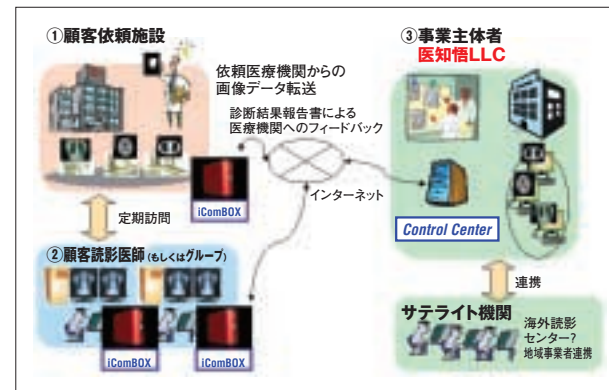 ①顧客依頼施設
依頼医療機関からの
画像データ転送
診断結果報告書による
医療機関へのフィードバック
iComBOX
インターネット
定期訪問
②顧客読影医師(もしくはグループ)
iComBOX
iComBOX
③事業主体者
医知悟LLC
Control Center
連携
サテライト機関
海外読影
センター?
地域事業者連携